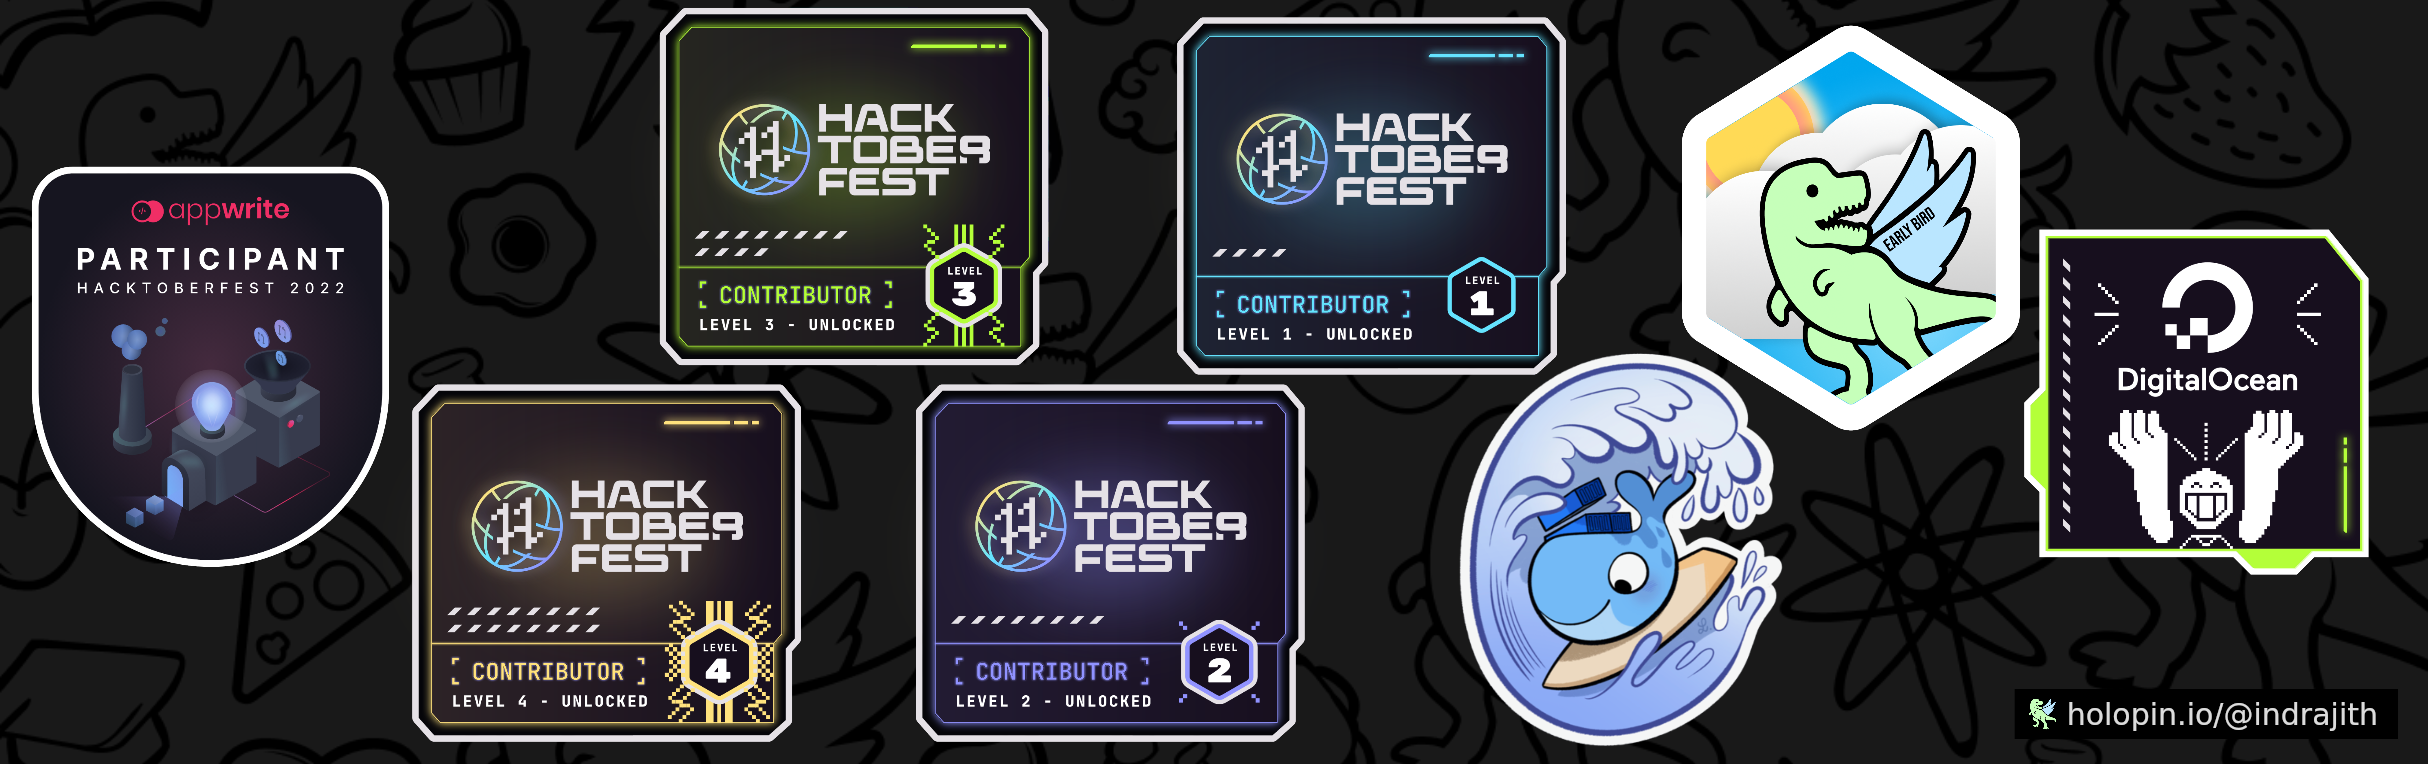 appwrite
PARTICIPANT
HACKTOBERFEST 2022
HACK
TOBER
FEST
CONTRIBUTOR
LEVEL 3 - UNLOCKED
LEVEL
3
HACK
TOBER
FEST
CONTRIBUTOR
LEVEL 1 - UNLOCKED
LEVEL
1
HACK
TOBER
FEST
CONTRIBUTOR
LEVEL 4 - UNLOCKED
LEVEL
4
HACK
TOBER
FEST
CONTRIBUTOR
LEVEL 2 - UNLOCKED
LEVEL
2
EARLY BIRD
DigitalOcean
holopin.io/@indrajith